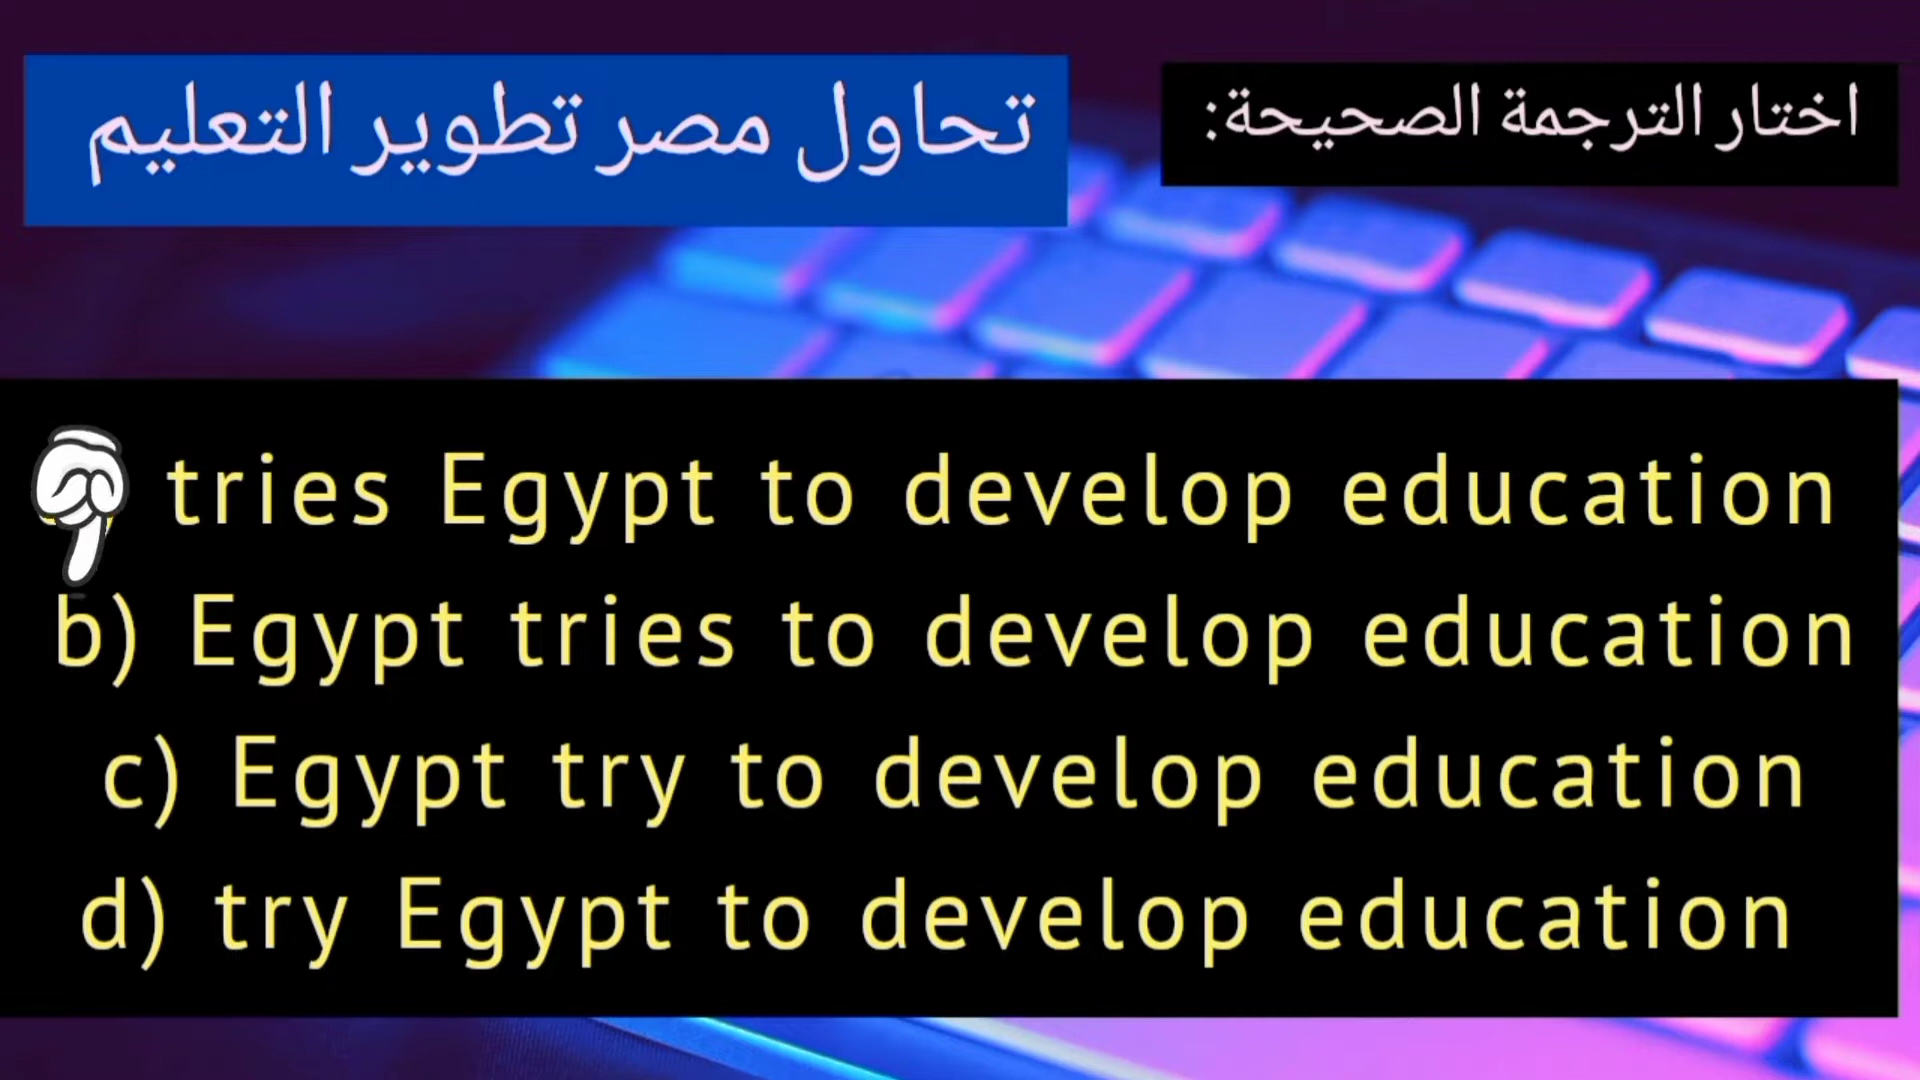 اختار الترجمة الصحيحة:
تحاول مصر تطوير التعليم
tries Egypt to develop education
b) Egypt tries to develop education
c) Egypt try to develop education
d) try Egypt to develop education